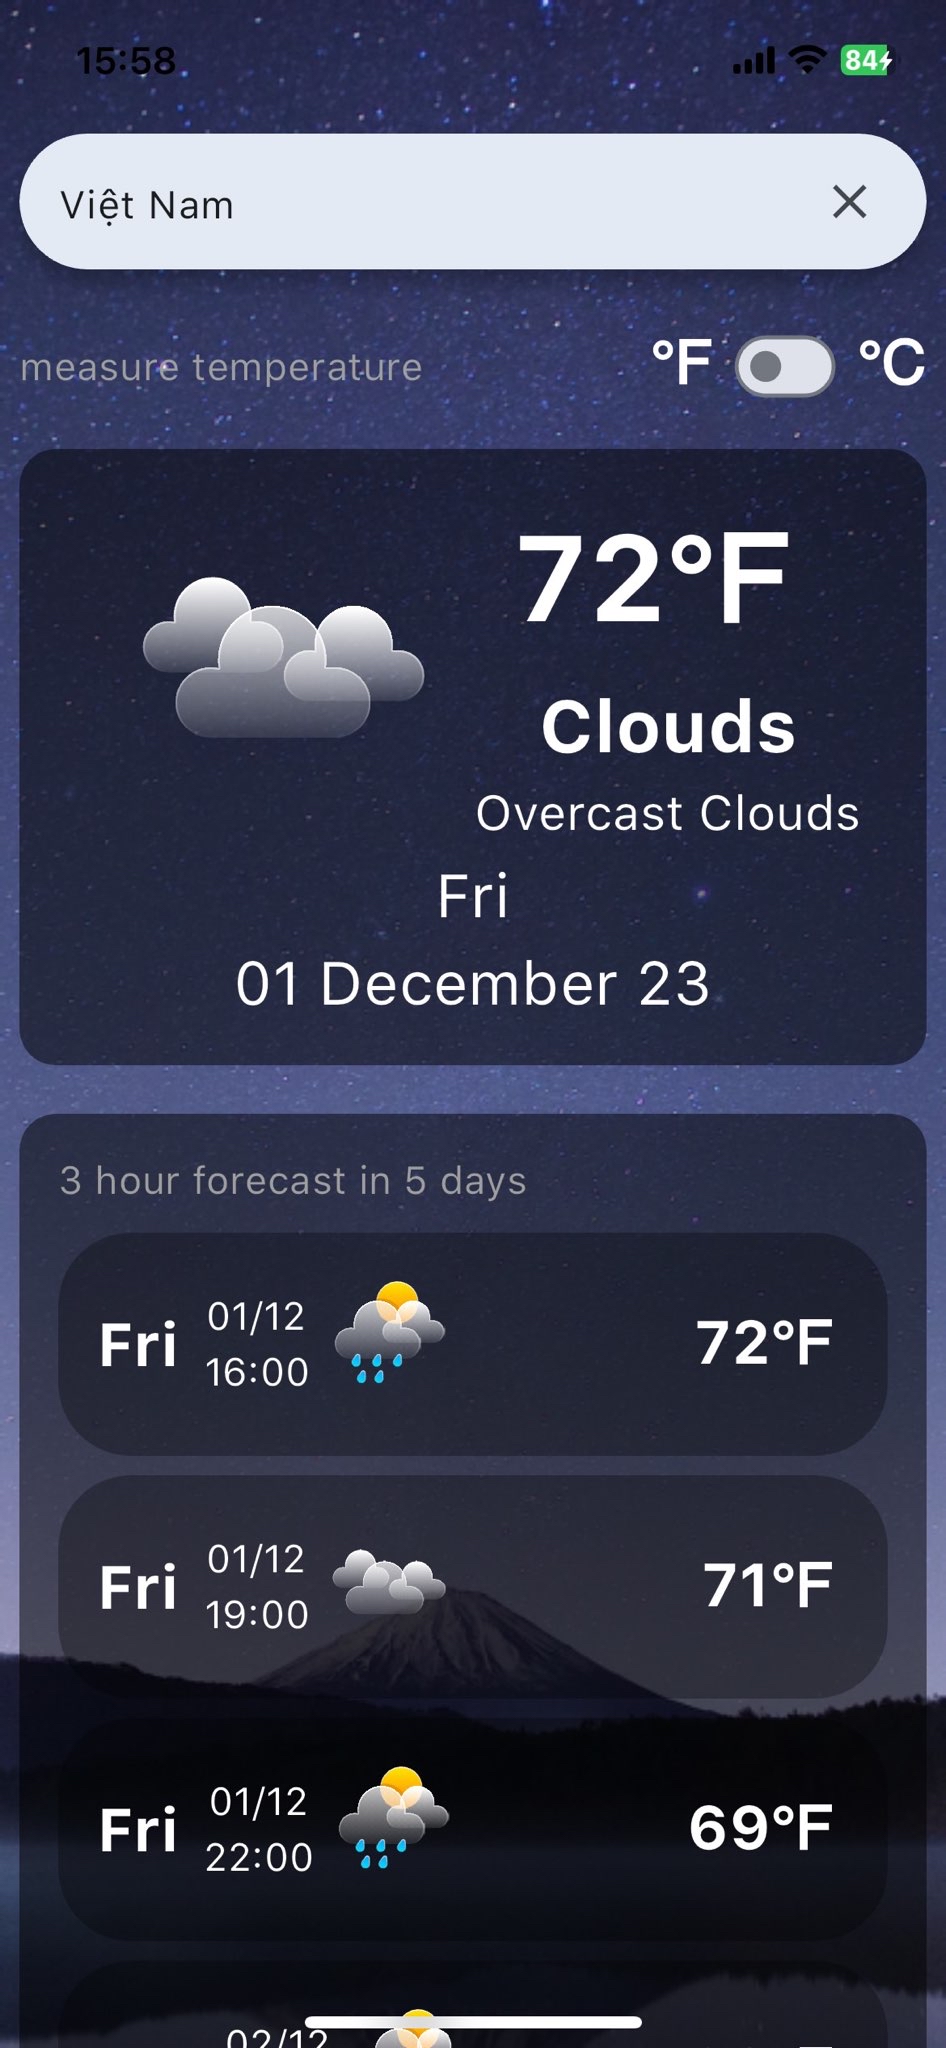 15:58
84
Việt Nam
measure temperature
°F °C
72°F
Clouds
Overcast Clouds
Fri
01 December 23
3 hour forecast in 5 days
Fri 01/12 16:00 72°F
Fri 01/12 19:00 71°F
Fri 01/12 22:00 69°F
02/12